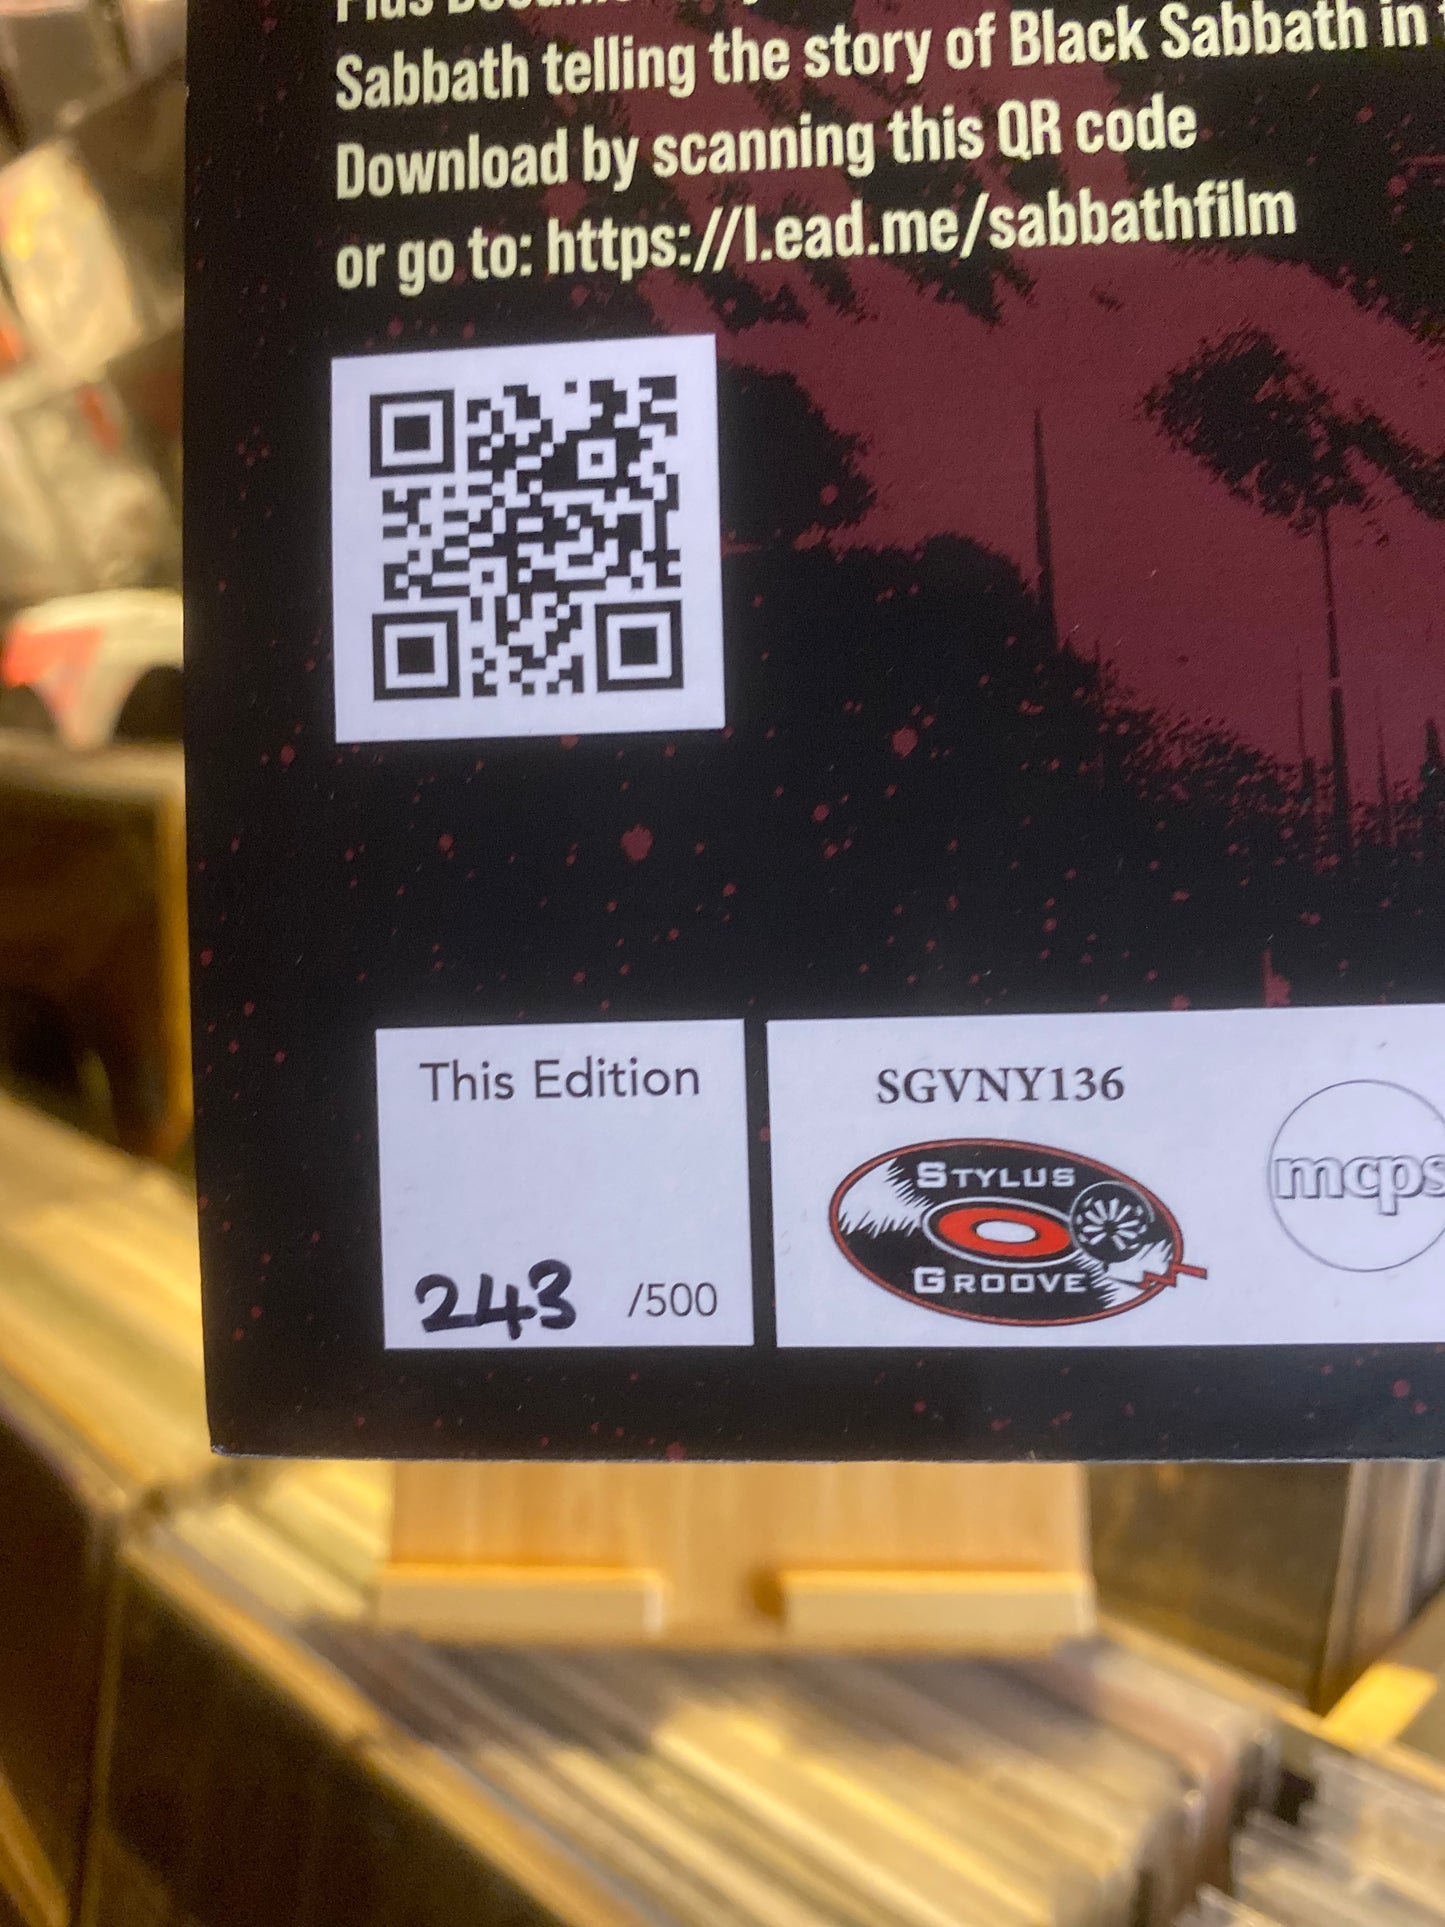 Plus
Sabbath telling the story of Black Sabbath in
Download by scanning this QR code
or go to: https://l.ead.me/sabbathfilm
This Edition
243 /500
SGVNY136
STYLUS
GROOVE
mcps